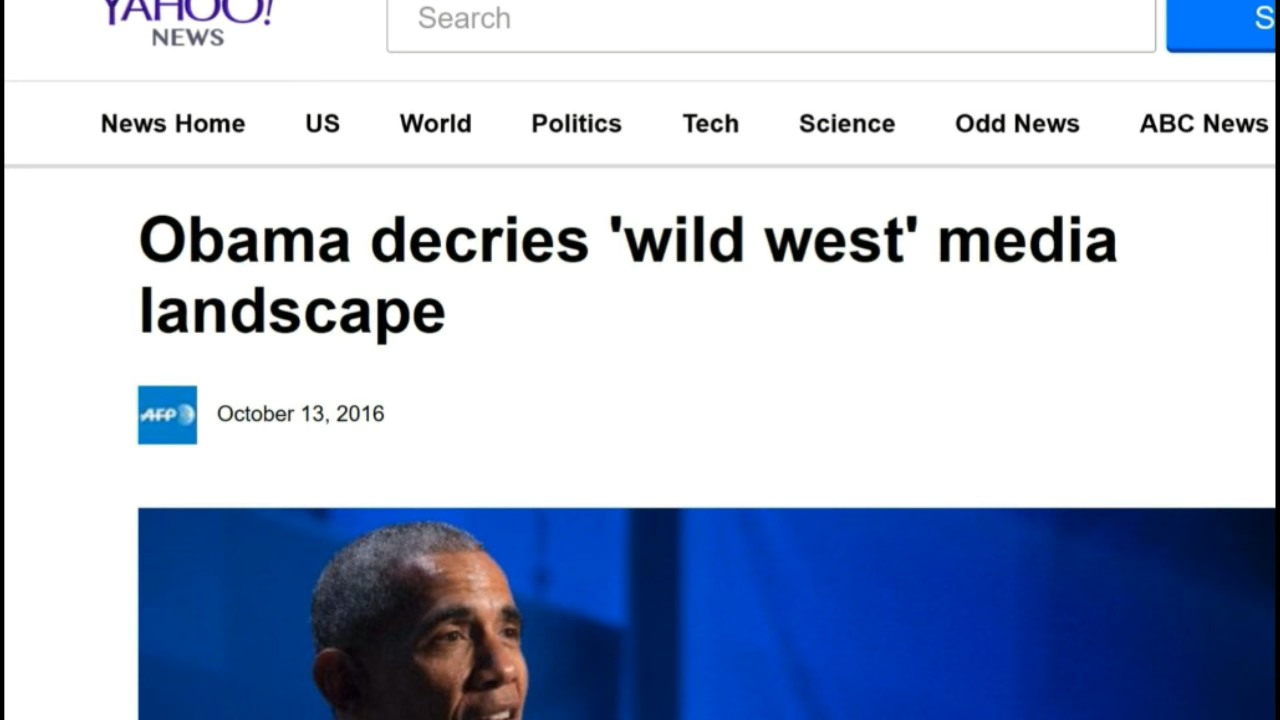 YAHOO!
NEWS
Search
S
News Home US World Politics Tech Science Odd News ABC News
Obama decries 'wild west' media
landscape
AFP
October 13, 2016